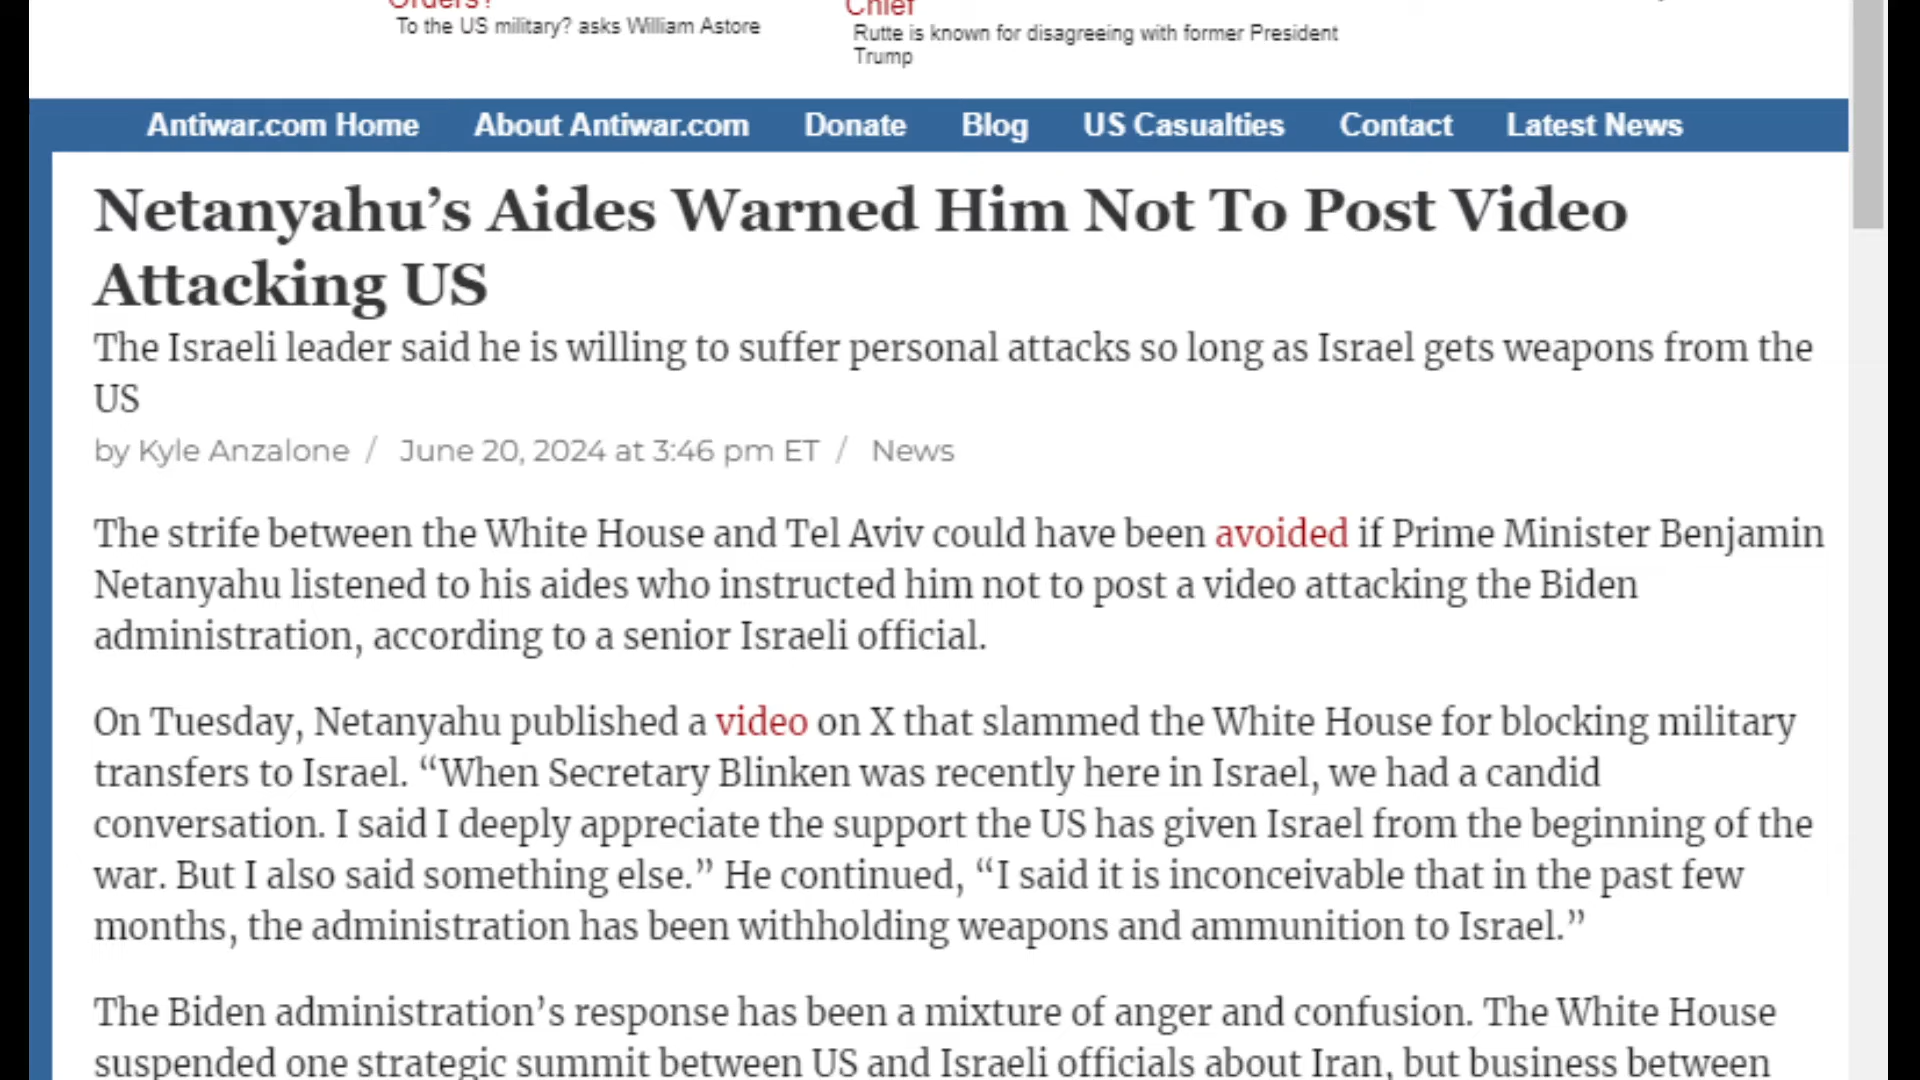 Orders?
To the US military? asks William Astore
Chief
Rutte is known for disagreeing with former President
Trump
Antiwar.com Home About Antiwar.com Donate Blog US Casualties Contact Latest News
Netanyahu’s Aides Warned Him Not To Post Video
Attacking US
The Israeli leader said he is willing to suffer personal attacks so long as Israel gets weapons from the
US
by Kyle Anzalone / June 20, 2024 at 3:46 pm ET / News
The strife between the White House and Tel Aviv could have been avoided if Prime Minister Benjamin
Netanyahu listened to his aides who instructed him not to post a video attacking the Biden
administration, according to a senior Israeli official.
On Tuesday, Netanyahu published a video on X that slammed the White House for blocking military
transfers to Israel. “When Secretary Blinken was recently here in Israel, we had a candid
conversation. I said I deeply appreciate the support the US has given Israel from the beginning of the
war. But I also said something else.” He continued, “I said it is inconceivable that in the past few
months, the administration has been withholding weapons and ammunition to Israel.”
The Biden administration’s response has been a mixture of anger and confusion. The White House
suspended one strategic summit between US and Israeli officials about Iran, but business between